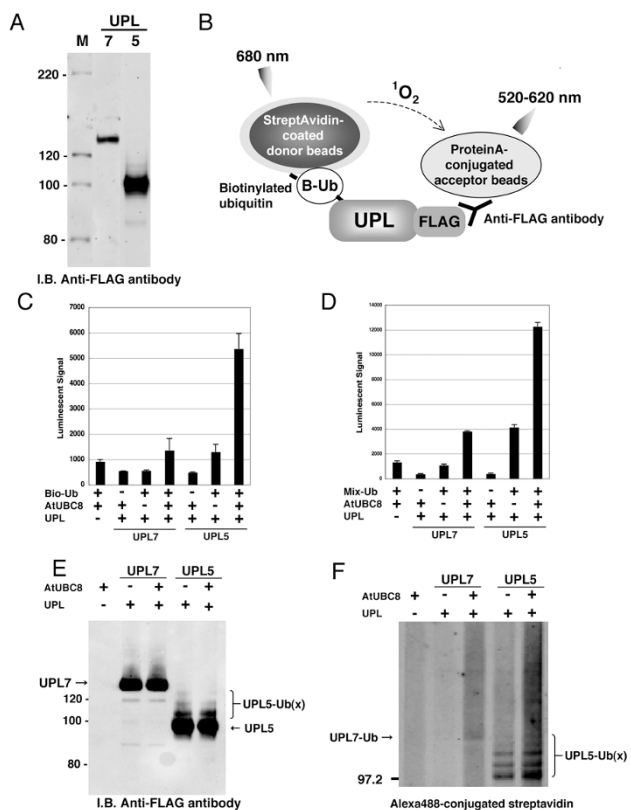 A
UPL
M 7 5
220 -
120 -
100 -
80 -
I.B. Anti-FLAG antibody
B
680 nm
¹O₂
520-620 nm
StreptAvidin-
coated
donor beads
ProteinA-
conjugated
acceptor beads
Biotinylated
ubiquitin
B-Ub
UPL
FLAG
Anti-FLAG antibody
C
Luminescent Signal
7000
6000
5000
4000
3000
2000
1000
0
Bio-Ub + - + + - + +
AtUBC8 + + - + + - +
UPL - + + + + + +
UPL7 UPL5
D
Luminescent Signal
14000
12000
10000
8000
6000
4000
2000
0
Mix-Ub + - + + - + +
AtUBC8 + + - + + - +
UPL - + + + + + +
UPL7 UPL5
E
UPL7 UPL5
AtUBC8 + - + - +
UPL - + + + +
UPL7 →
120 -
100 -
80 -
UPL5-Ub(x)
← UPL5
I.B. Anti-FLAG antibody
F
UPL7 UPL5
AtUBC8 + - + - +
UPL - + + + +
UPL7-Ub →
UPL5-Ub(x)
97.2 -
Alexa488-conjugated streptavidin